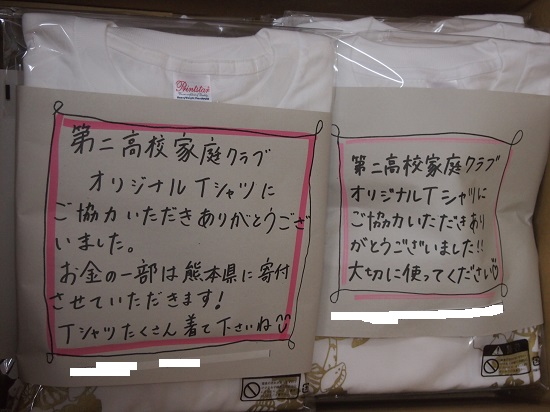 Printstar
第二高校家庭クラブ
オリジナルTシャツに
ご協力いただきありがとうござ
いました。
お金の一部は熊本県に寄付
させていただきます!
Tシャツたくさん着て下さいね
第二高校家庭クラブ
オリジナルTシャツに
ご協力いただきあり
がとうございました!!
大切に使ってください♡